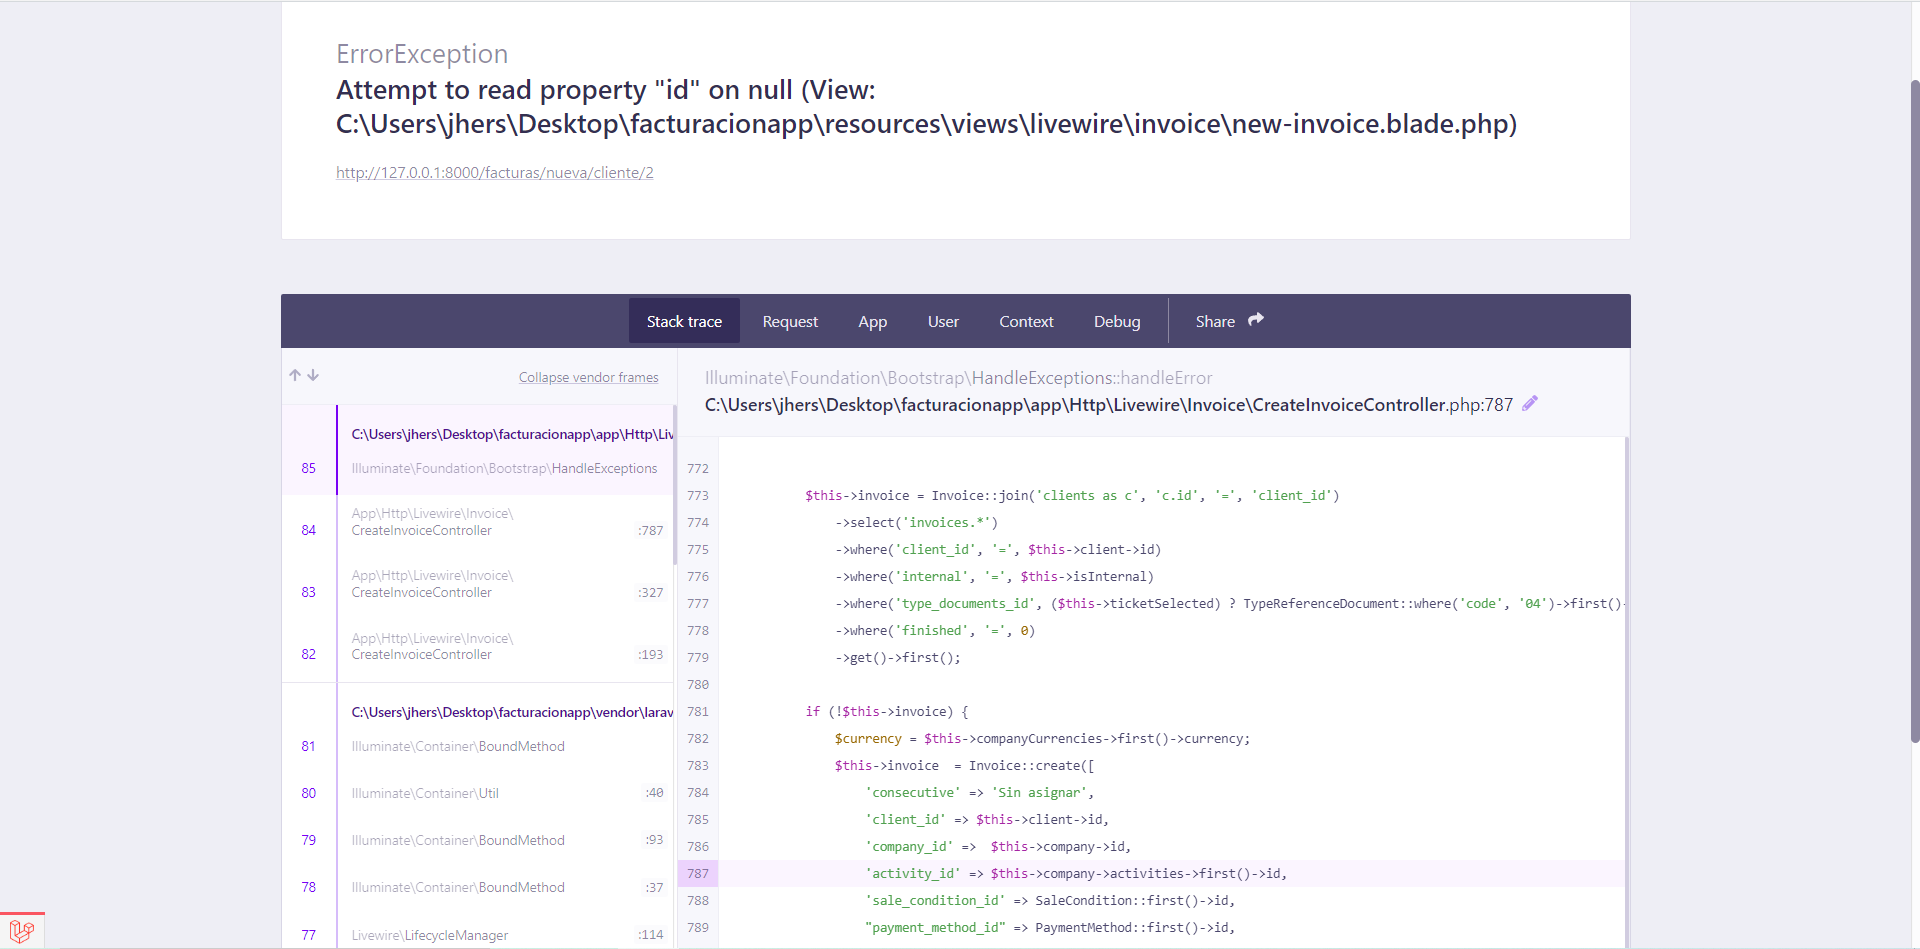 ErrorException
Attempt to read property "id" on null (View:
C:\Users\jhers\Desktop\facturacionapp\resources\views\livewire\invoice\new-invoice.blade.php)
http://127.0.0.1:8000/facturas/nueva/cliente/2
Stack trace Request App User Context Debug Share
Collapse vendor frames
C:\Users\jhers\Desktop\facturacionapp\app\Http\Liv
85 Illuminate\Foundation\Bootstrap\HandleExceptions
App\Http\Livewire\Invoice\
84 CreateInvoiceController :787
App\Http\Livewire\Invoice\
83 CreateInvoiceController :327
App\Http\Livewire\Invoice\
82 CreateInvoiceController :193
C:\Users\jhers\Desktop\facturacionapp\vendor\larav
81 Illuminate\Container\BoundMethod
80 Illuminate\Container\Util :40
79 Illuminate\Container\BoundMethod :93
78 Illuminate\Container\BoundMethod :37
77 Livewire\LifecycleManager :114
Illuminate\Foundation\Bootstrap\HandleExceptions::handleError
C:\Users\jhers\Desktop\facturacionapp\app\Http\Livewire\Invoice\CreateInvoiceController.php:787
772
773 $this->invoice = Invoice::join('clients as c', 'c.id', '=', 'client_id')
774 ->select('invoices.*')
775 ->where('client_id', '=', $this->client->id)
776 ->where('internal', '=', $this->isInternal)
777 ->where('type_documents_id', ($this->ticketSelected) ? TypeReferenceDocument::where('code', '04')->first()-
778 ->where('finished', '=', 0)
779 ->get()->first();
780
781 if (!$this->invoice) {
782 $currency = $this->companyCurrencies->first()->currency;
783 $this->invoice  = Invoice::create([
784 'consecutive' => 'Sin asignar',
785 'client_id' => $this->client->id,
786 'company_id' =>  $this->company->id,
787 'activity_id' => $this->company->activities->first()->id,
788 'sale_condition_id' => SaleCondition::first()->id,
789 "payment_method_id" => PaymentMethod::first()->id,